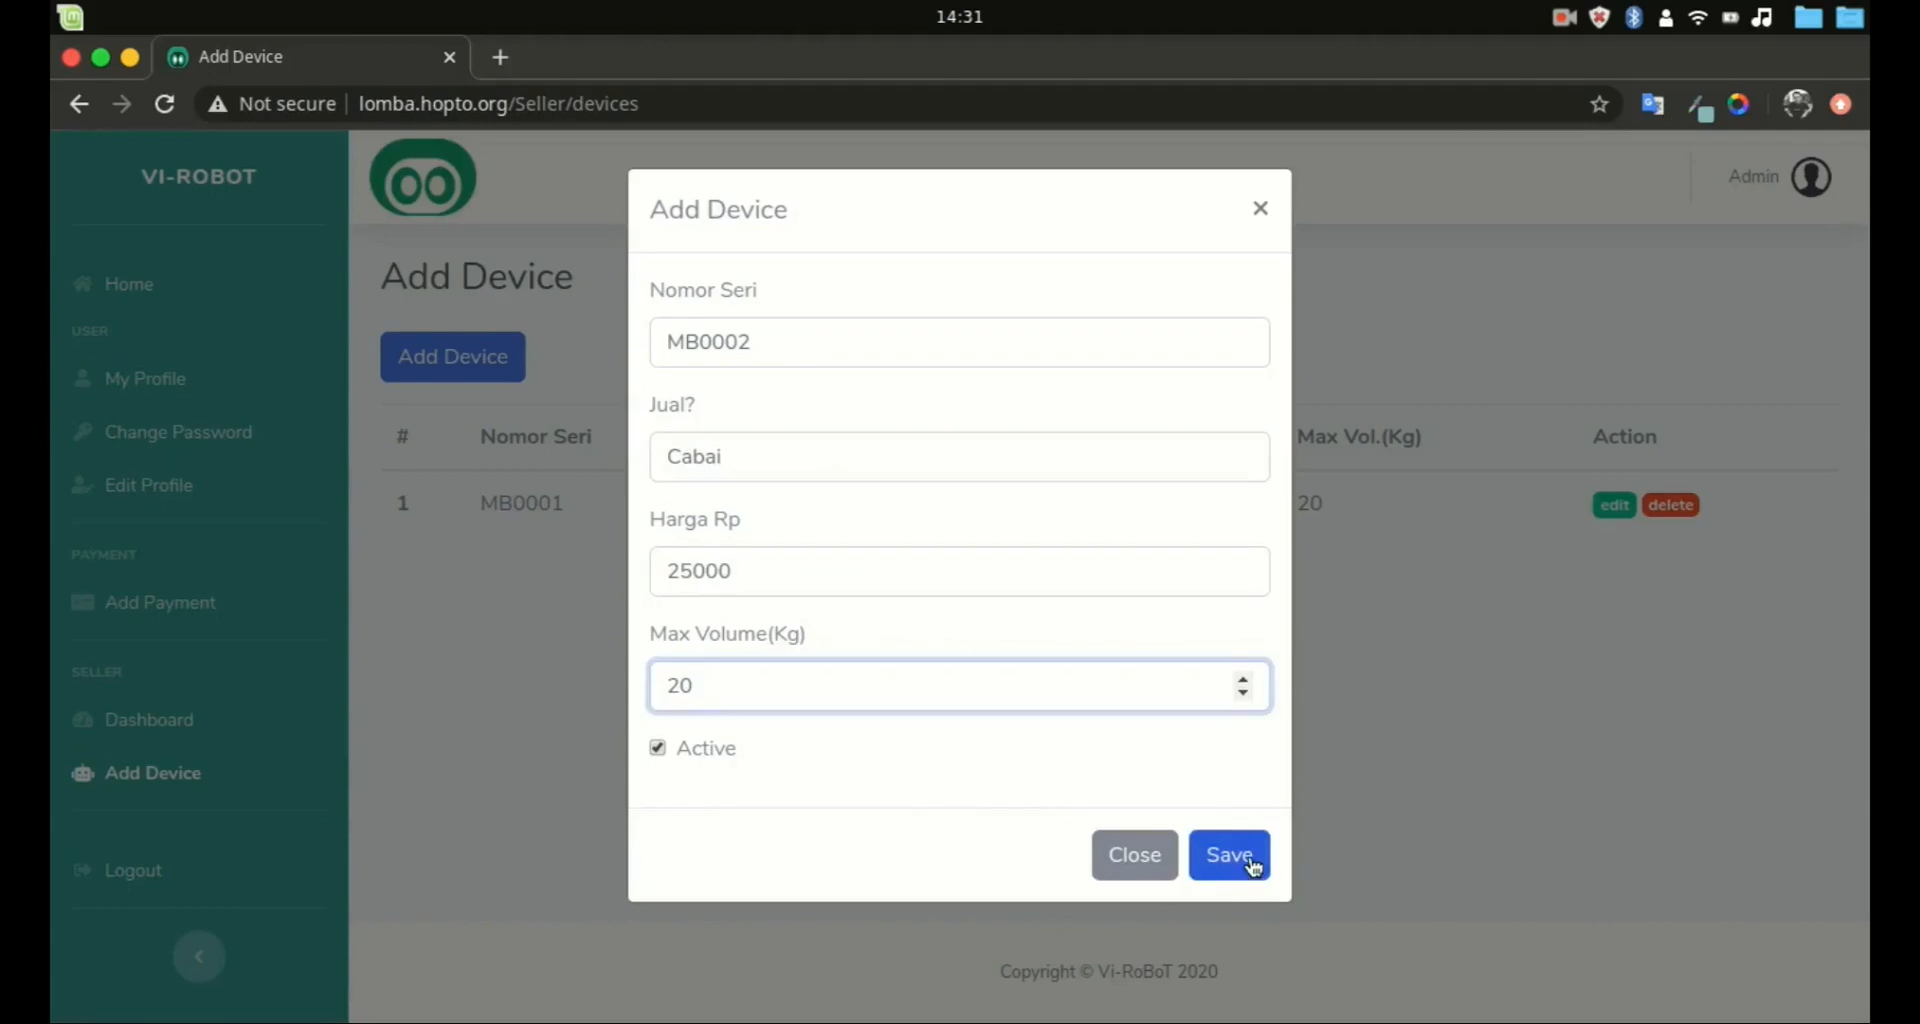 14:31
Add Device
Not secure lomba.hopto.org/Seller/devices
VI-ROBOT
Home
USER
My Profile
Change Password
Edit Profile
PAYMENT
Add Payment
SELLER
Dashboard
Add Device
Logout
Admin
Add Device
Add Device
# Nomor Seri Max Vol.(Kg) Action
1 MB0001 20 edit delete
Add Device ×
Nomor Seri
MB0002
Jual?
Cabai
Harga Rp
25000
Max Volume(Kg)
20
Active
Close Save
Copyright © Vi-RoBoT 2020